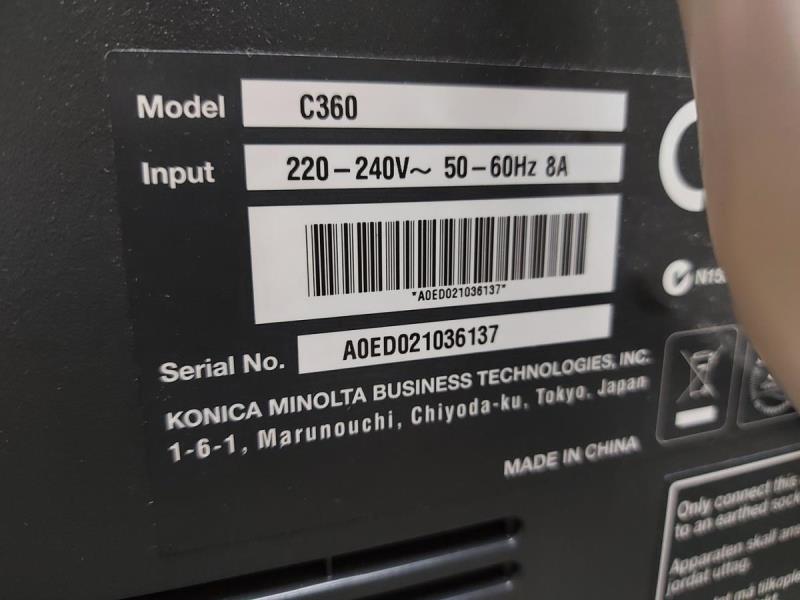 Model C360
Input 220-240V~ 50-60Hz 8A
*A0ED021036137*
Serial No. A0ED021036137
KONICA MINOLTA BUSINESS TECHNOLOGIES, INC.
1-6-1, Marunouchi, Chiyoda-ku, Tokyo, Japan
MADE IN CHINA
Only connect this
to an earthed
Apparaten skall
jordat uttag.
må